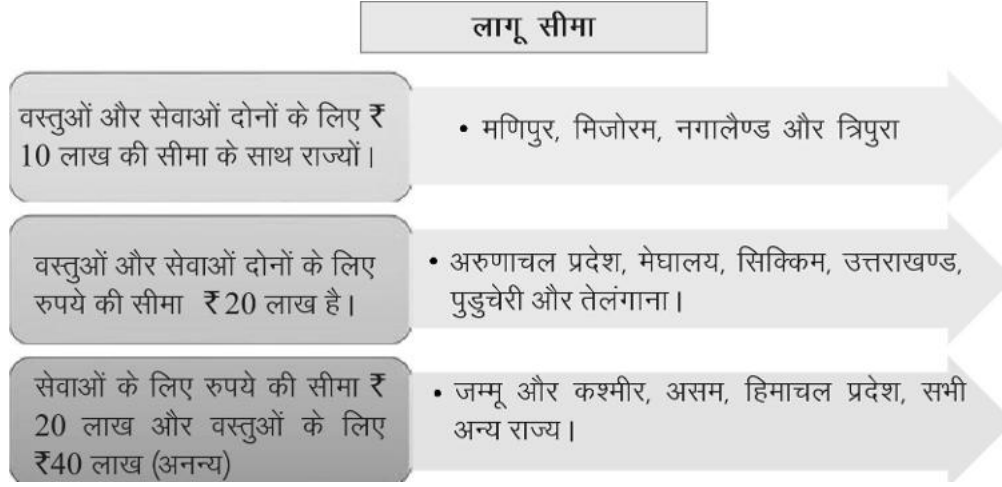 लागू सीमा
वस्तुओं और सेवाओं दोनों के लिए ₹
10 लाख की सीमा के साथ राज्यों।
• मणिपुर, मिजोरम, नगालैण्ड और त्रिपुरा
वस्तुओं और सेवाओं दोनों के लिए
रुपये की सीमा ₹20 लाख है।
• अरुणाचल प्रदेश, मेघालय, सिक्किम, उत्तराखण्ड,
पुडुचेरी और तेलंगाना।
सेवाओं के लिए रुपये की सीमा ₹
20 लाख और वस्तुओं के लिए
₹40 लाख (अनन्य)
• जम्मू और कश्मीर, असम, हिमाचल प्रदेश, सभी
अन्य राज्य।